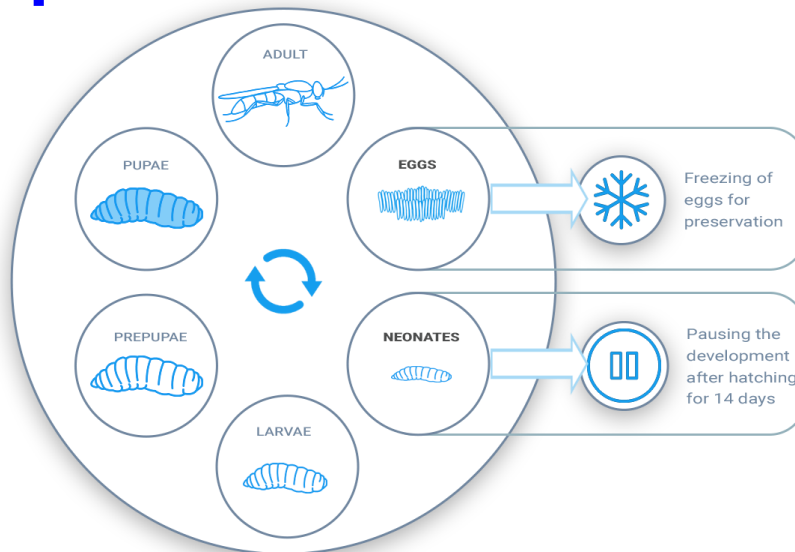 ADULT
PUPAE
EGGS
Freezing of
eggs for
preservation
PREPUPAE
NEONATES
Pausing the
development
after hatching
for 14 days
LARVAE